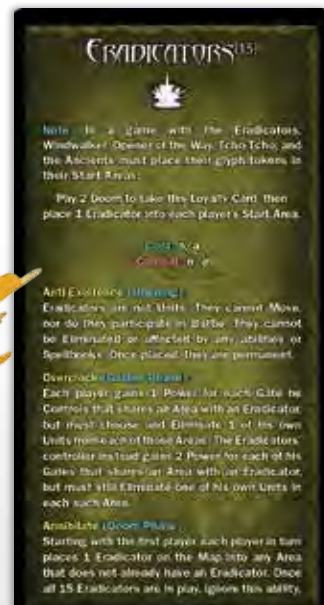 ERADICATORS [15]
Note: In a game with the Eradicators,
Windwalker, Opener of the Way, Tcho-Tcho, and
the Ancients must place their glyph tokens in
their Start Areas.
Pay 2 Doom to take this Loyalty Card, then
place 1 Eradicator into each player's Start Area.
Cost: n/a
Combat: n/a
Anti-Existence (Ongoing):
Eradicators are not Units. They cannot Move,
nor do they participate in Battle. They cannot
be Eliminated or affected by any abilities or
Spellbooks. Once placed, they are permanent.
(Gather Phase):
Each player gains 1 Power for each Gate he
Controls that shares an Area with an Eradicator,
but must choose and Eliminate 1 of his own
Units from each of those Areas. The Eradicators'
controller instead gains 2 Power for each of his
Gates that shares an Area with an Eradicator,
but must still Eliminate one of his own Units in
each such Area.
Annihilate (Doom Phase):
Starting with the first player, each player in turn
places 1 Eradicator on the Map into any Area
that does not already have an Eradicator. Once
all 15 Eradicators are in play, ignore this ability.